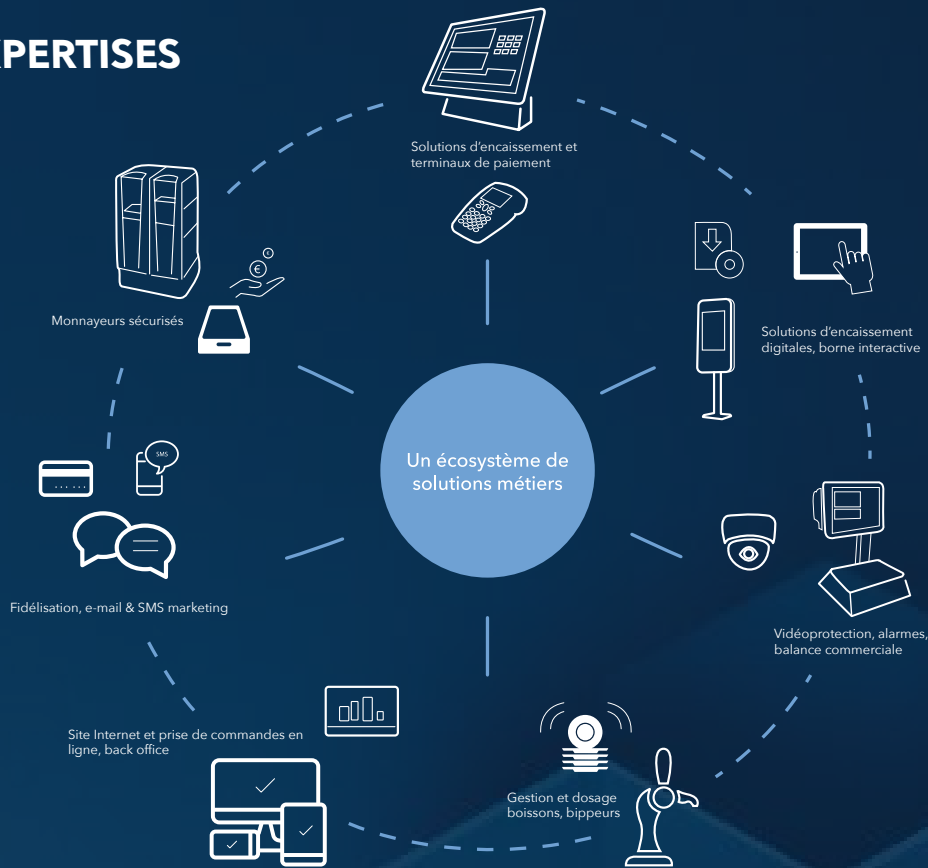 XPERTISES
Solutions d'encaissement et
terminaux de paiement
Monnayeurs sécurisés
Solutions d'encaissement
digitales, borne interactive
Un écosystème de
solutions métiers
SMS
Fidélisation, e-mail & SMS marketing
Vidéoprotection, alarmes,
balance commerciale
Site Internet et prise de commandes en
ligne, back office
Gestion et dosage
boissons, bippeurs